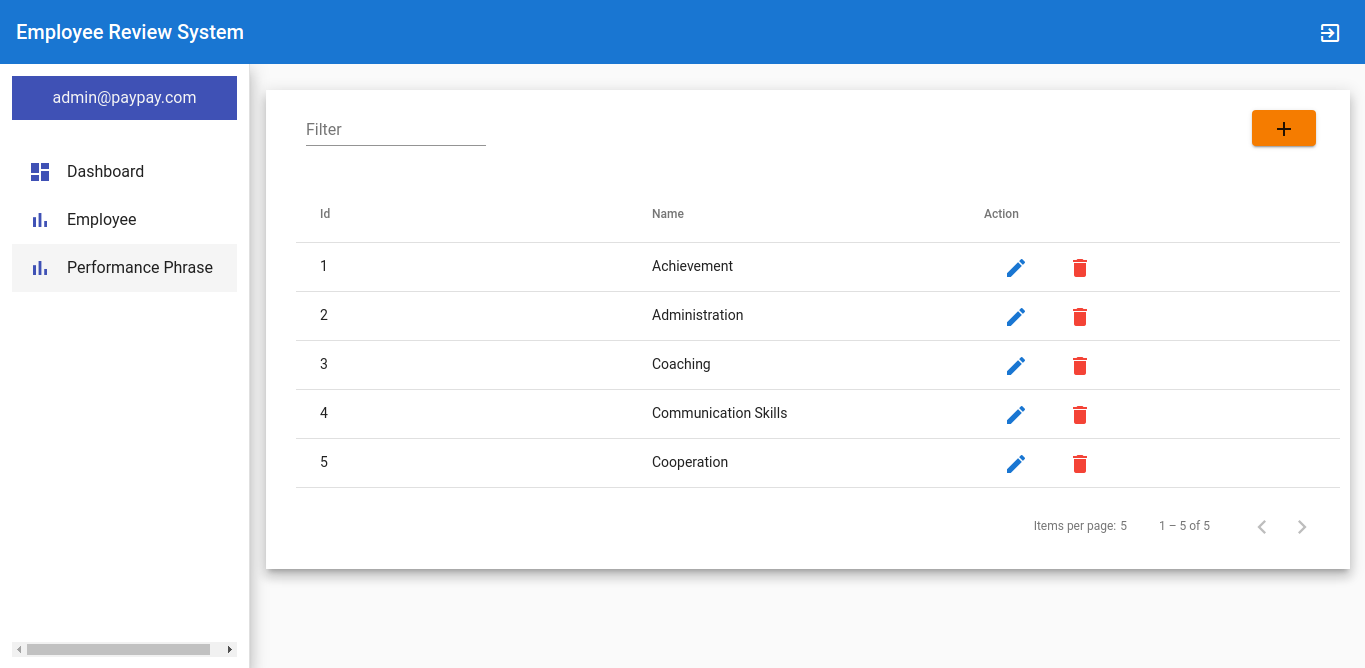 Employee Review System
admin@paypay.com
Dashboard
Employee
Performance Phrase
Filter
Id Name Action
1 Achievement
2 Administration
3 Coaching
4 Communication Skills
5 Cooperation
Items per page: 5 1 – 5 of 5